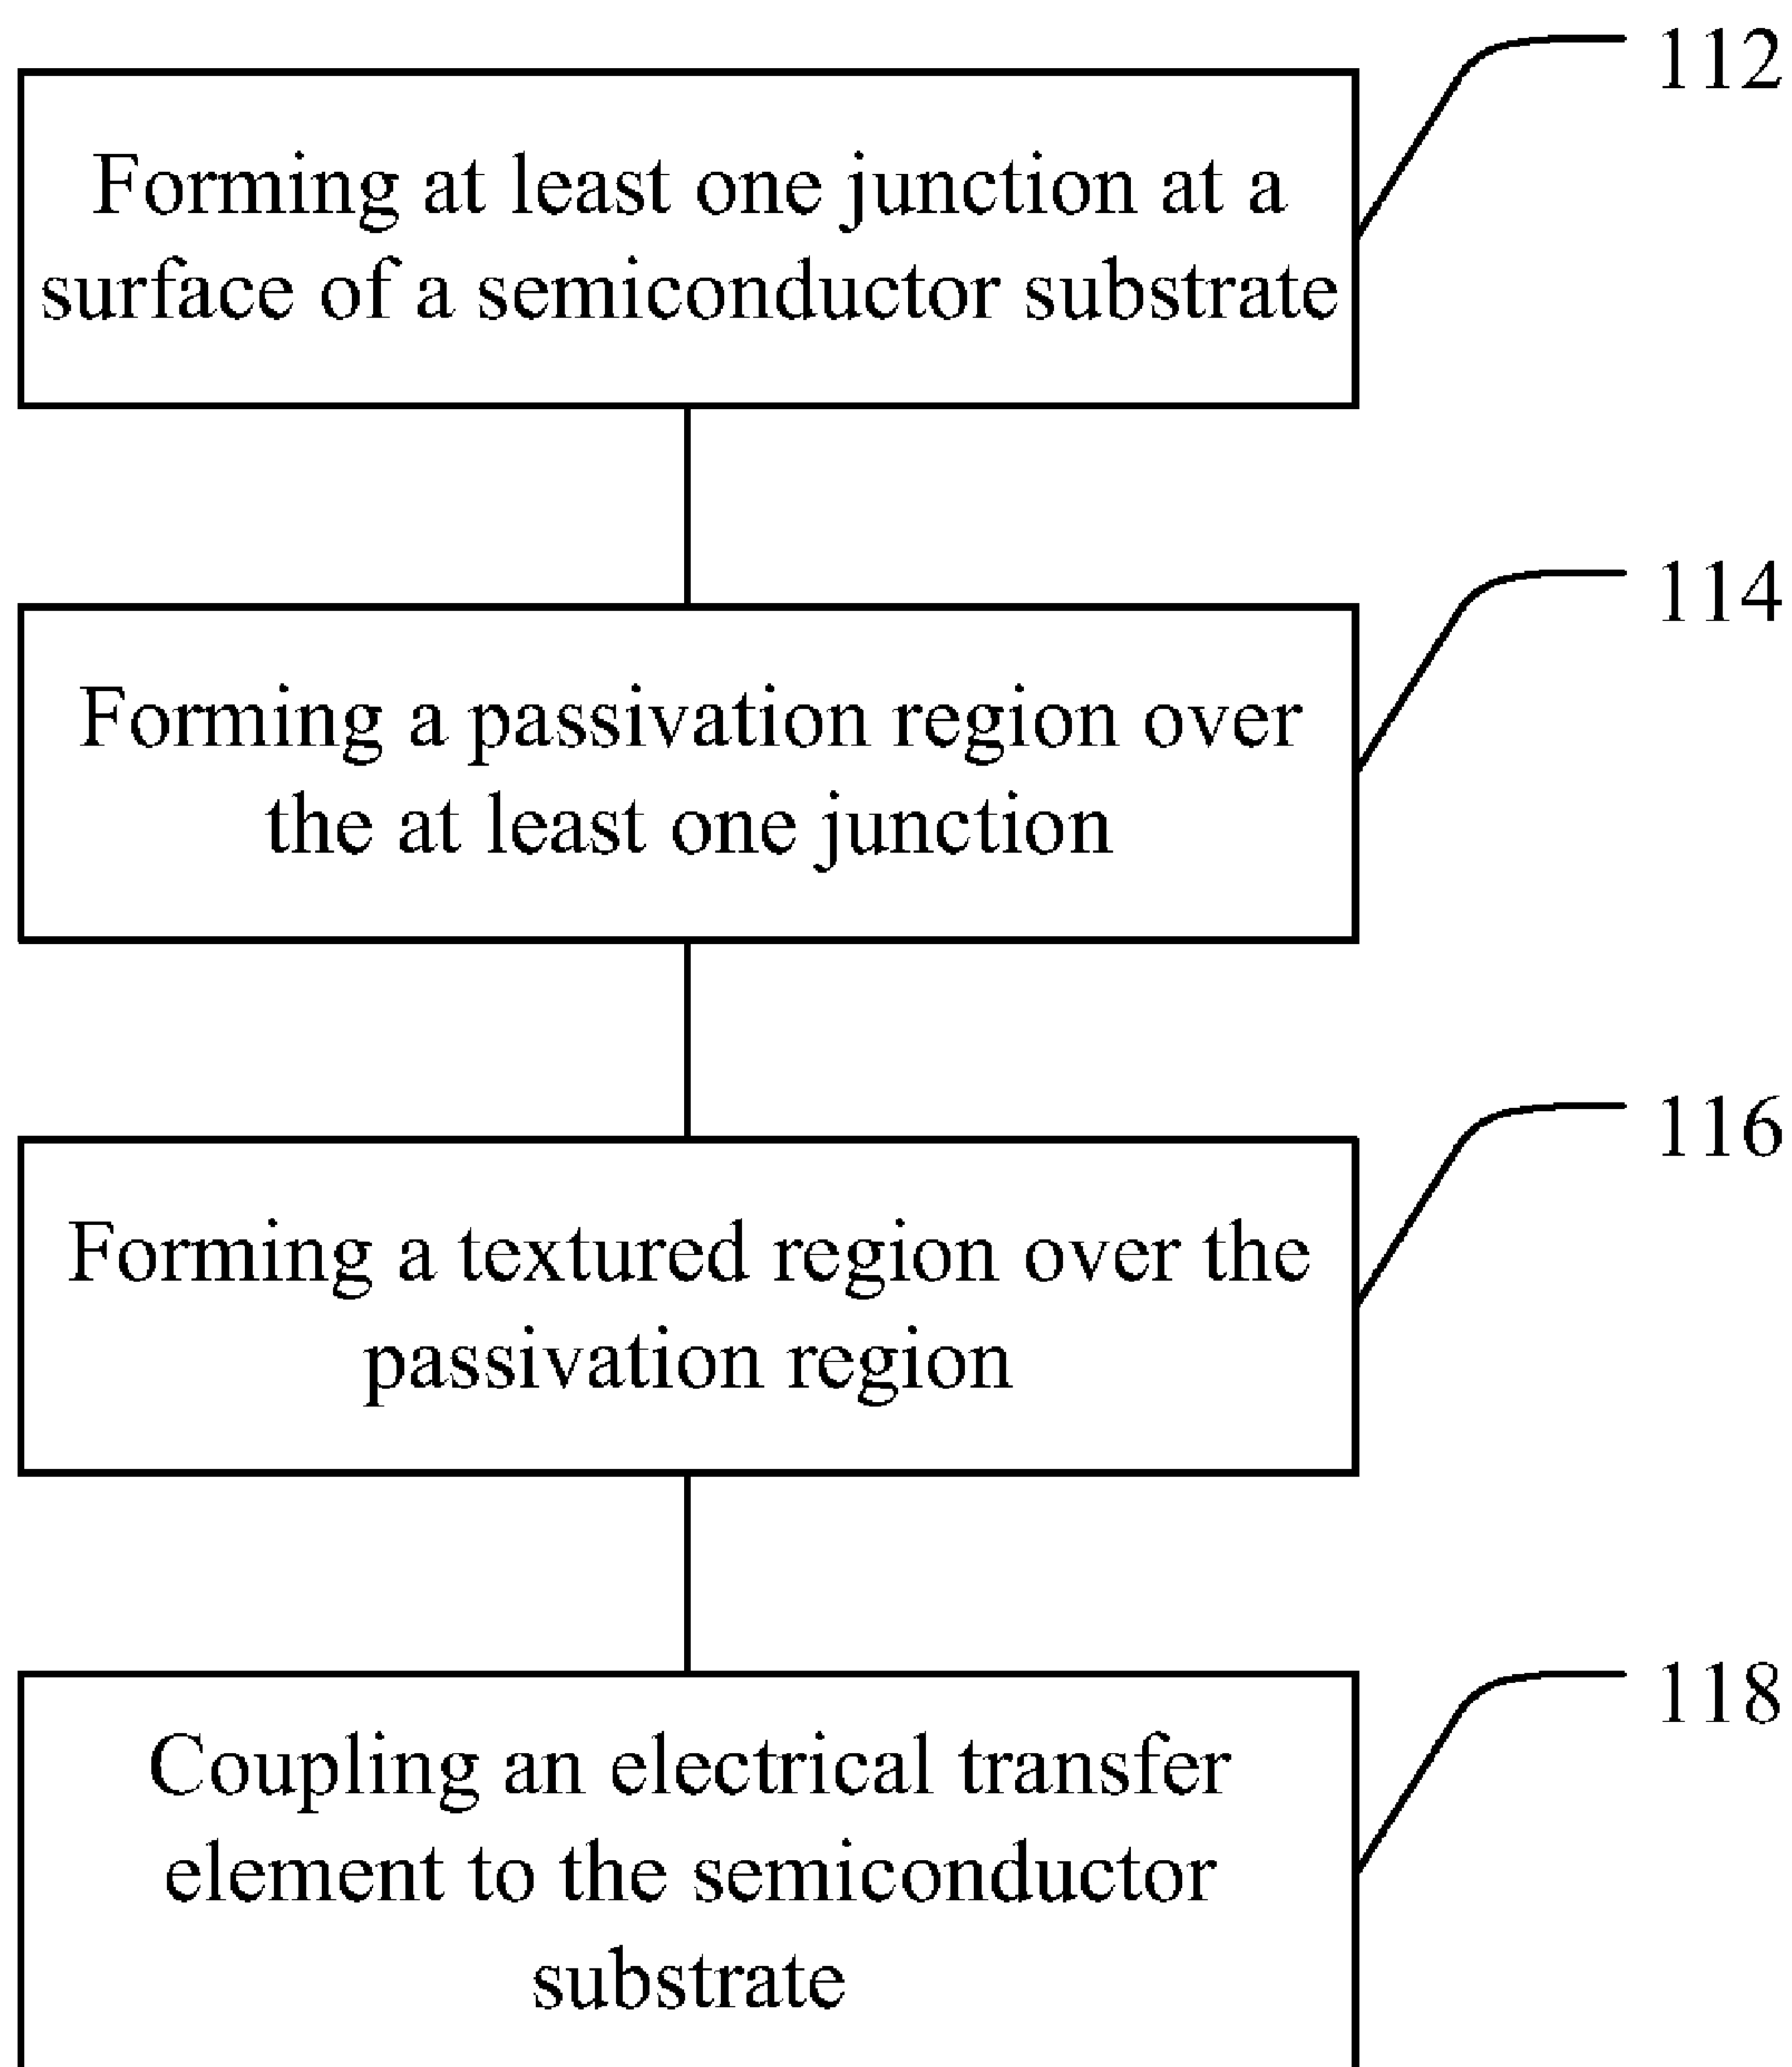 112
Forming at least one junction at a
surface of a semiconductor substrate
114
Forming a passivation region over
the at least one junction
116
Forming a textured region over the
passivation region
118
Coupling an electrical transfer
element to the semiconductor
substrate